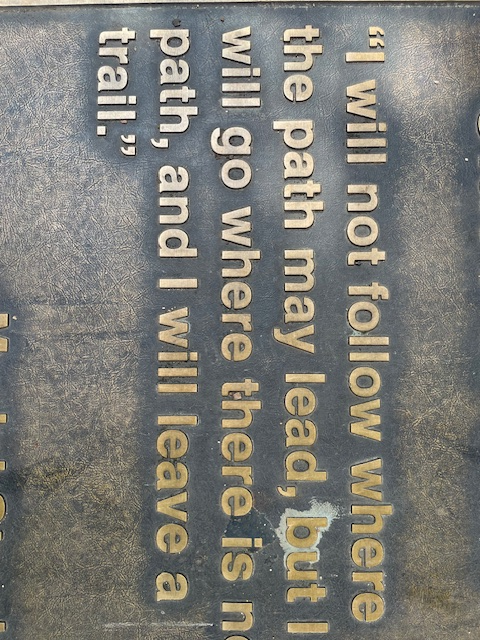 “I will not follow where
the path may lead, but I
will go where there is no
path, and I will leave a
trail.”